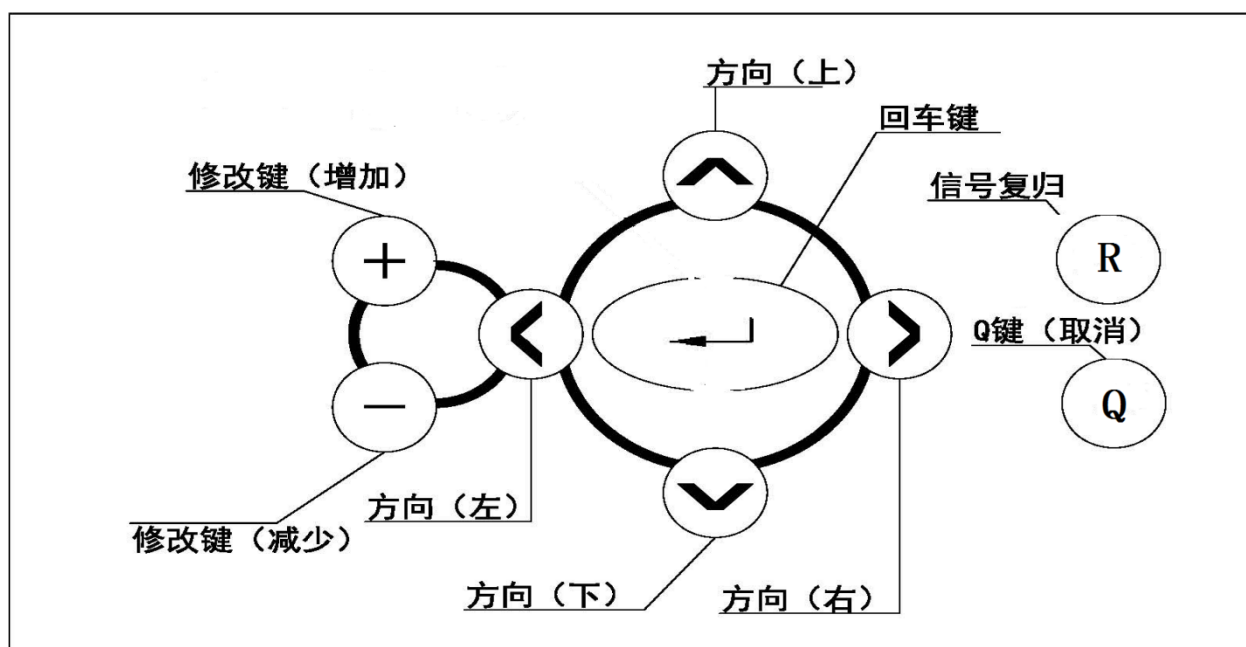 方向（上）
回车键
修改键（增加）
信号复归
+
R
Q键（取消）
−
Q
方向（左）
修改键（减少）
方向（下）
方向（右）